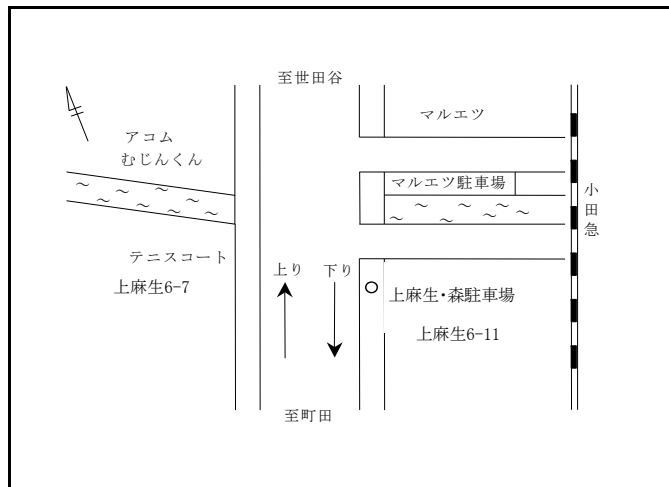 至世田谷
マルエツ
アコム
むじんくん
マルエツ駐車場
小田急
テニスコート
上麻生6-7
上り
下り
上麻生・森駐車場
上麻生6-11
至町田